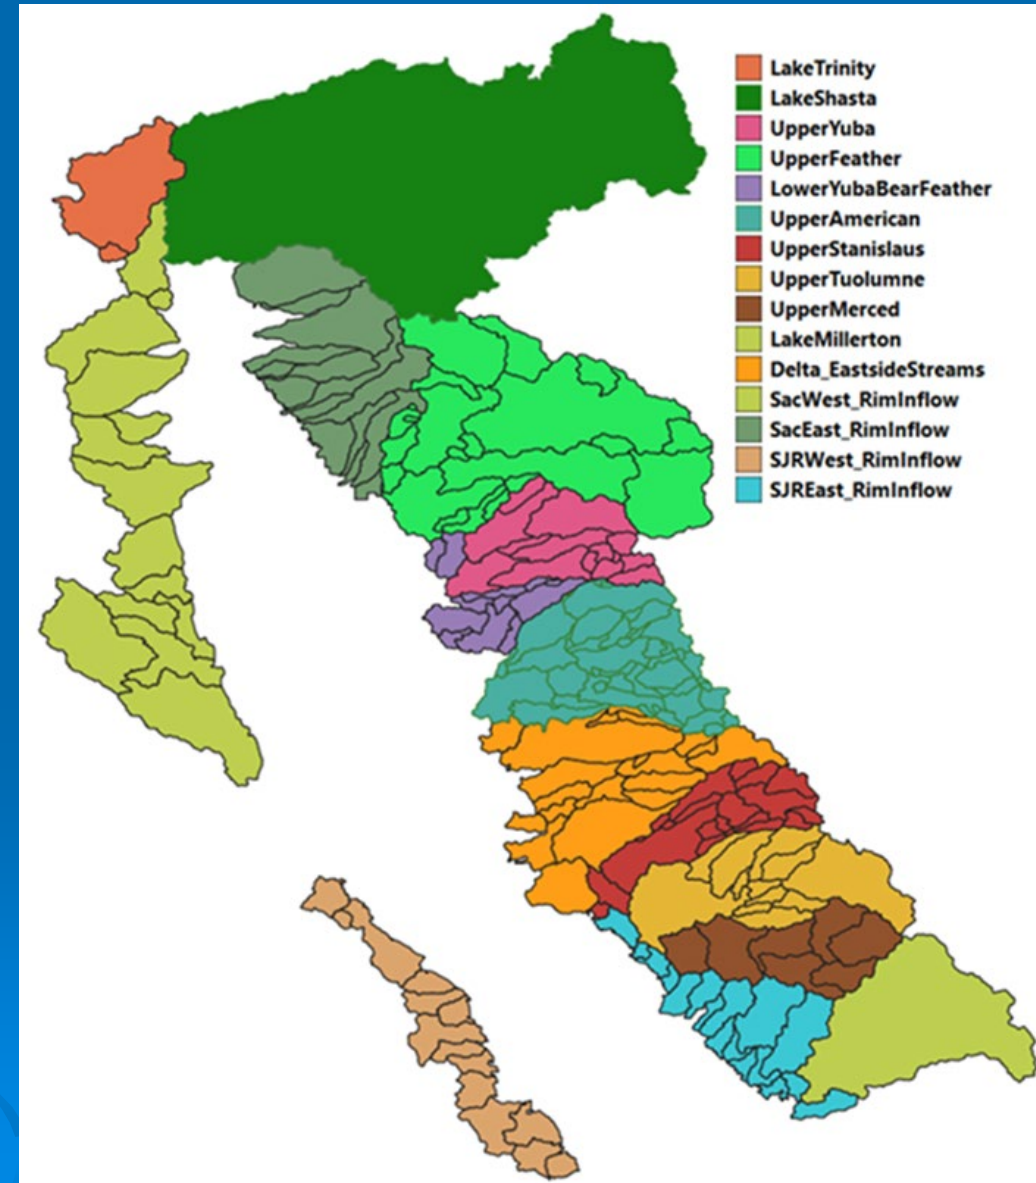 LakeTrinity
LakeShasta
UpperYuba
UpperFeather
LowerYubaBearFeather
UpperAmerican
UpperStanislaus
UpperTuolumne
UpperMerced
LakeMillerton
Delta_EastsideStreams
SacWest_RimInflow
SacEast_RimInflow
SJRWest_RimInflow
SJREast_RimInflow